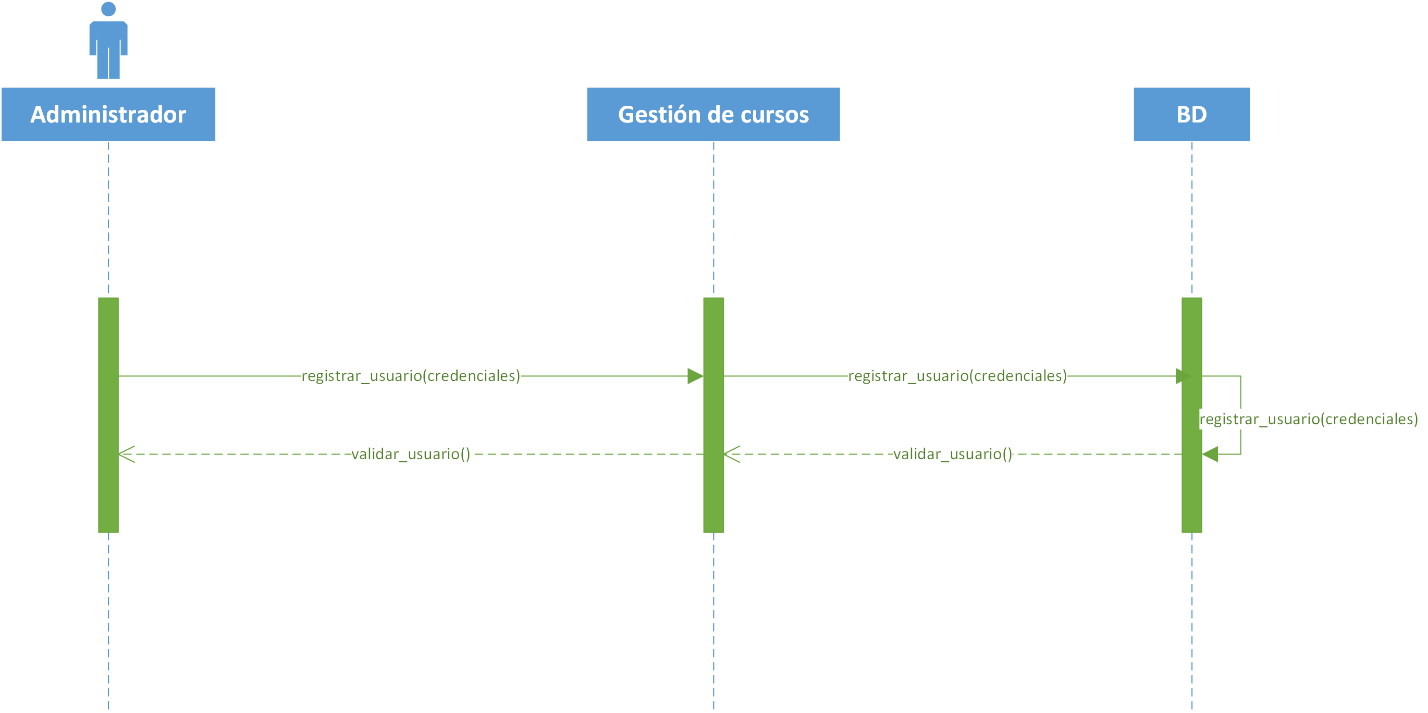 Administrador
Gestión de cursos
BD
registrar_usuario(credenciales)
registrar_usuario(credenciales)
registrar_usuario(credenciales)
validar_usuario()
validar_usuario()